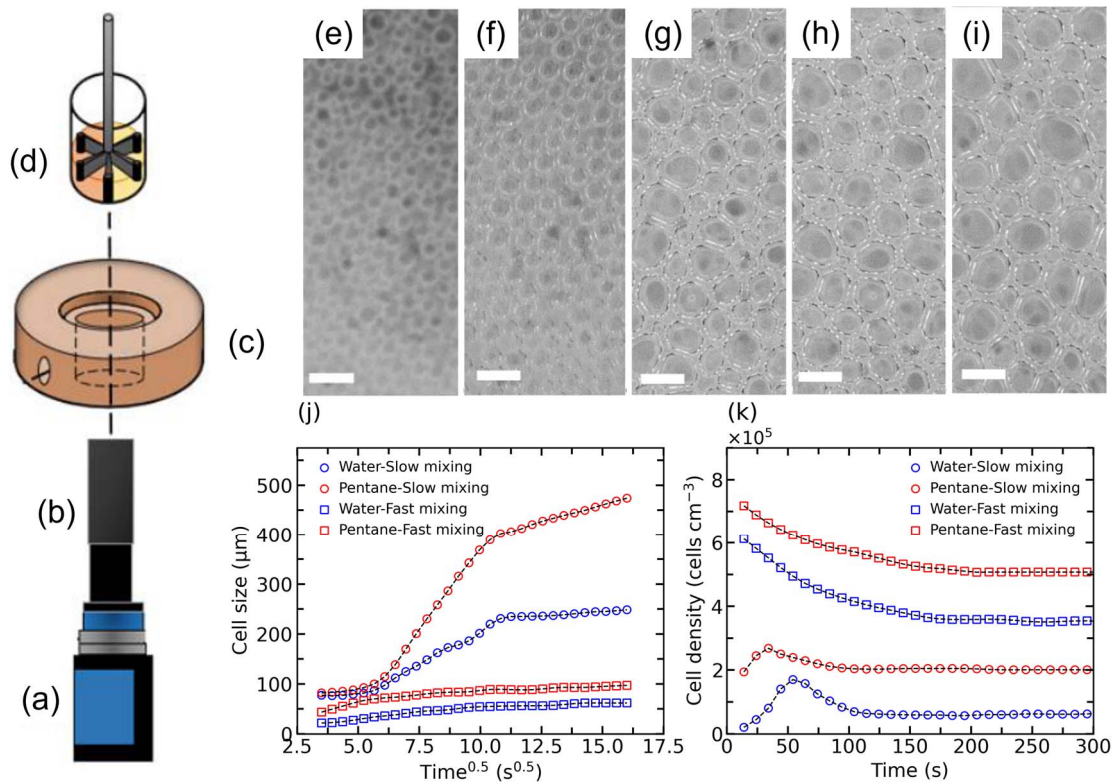 (d)
(c)
(b)
(a)
(e)
(f)
(g)
(h)
(i)
(j)
Water-Slow mixing
Pentane-Slow mixing
Water-Fast mixing
Pentane-Fast mixing
Cell size (μm)
500
400
300
200
100
0
2.5 5.0 7.5 10.0 12.5 15.0 17.5
Time^0.5 (s^0.5)
(k)
×10^5
Water-Slow mixing
Pentane-Slow mixing
Water-Fast mixing
Pentane-Fast mixing
Cell density (cells cm⁻³)
8
6
4
2
0
0 50 100 150 200 250 300
Time (s)